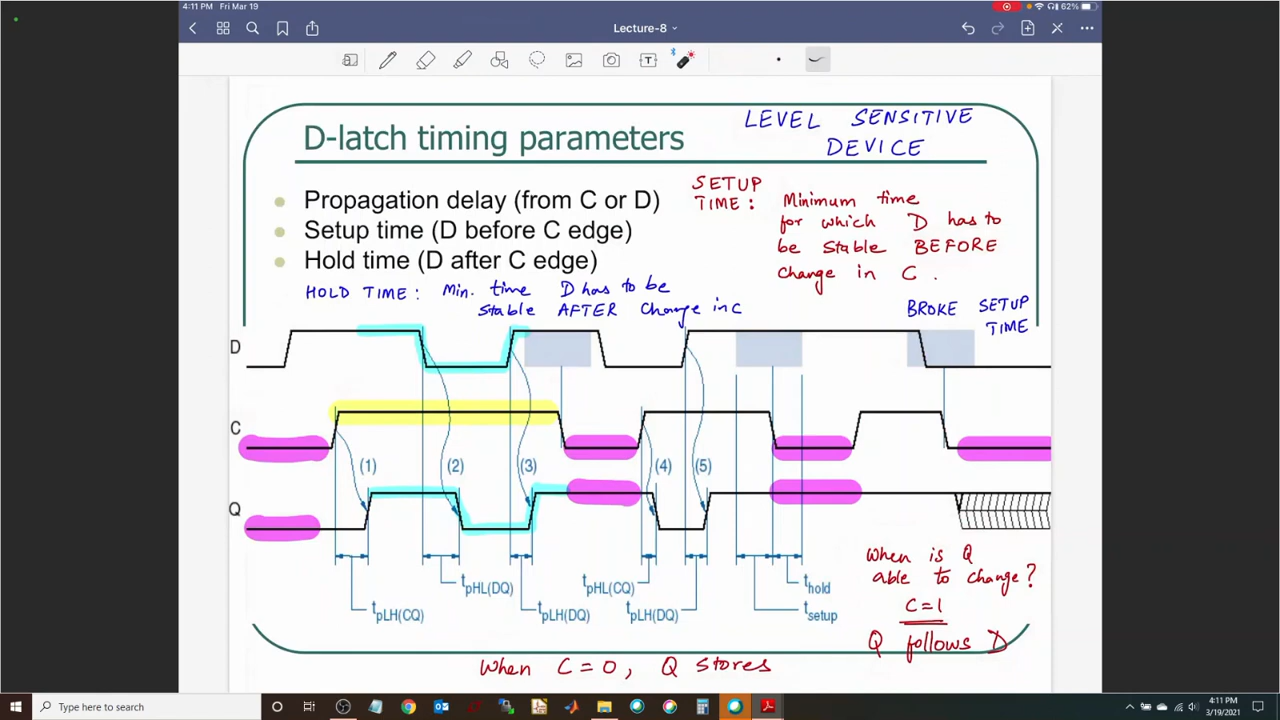 4:11 PM Fri Mar 19
62%
Lecture-8
D-latch timing parameters
LEVEL SENSITIVE
DEVICE
Propagation delay (from C or D)
Setup time (D before C edge)
Hold time (D after C edge)
SETUP
TIME : Minimum time
for which D has to
be stable BEFORE
change in C .
HOLD TIME : Min. time D has to be
stable AFTER Change in C
BROKE SETUP
TIME
D
C
(1) (2) (3) (4) (5)
Q
tpLH(CQ)
tpHL(DQ)
tpLH(DQ)
tpHL(CQ)
tpLH(DQ)
thold
tsetup
When is Q
able to change?
C=1
Q follows D
When C = 0, Q stores
Type here to search
4:11 PM
3/19/2021